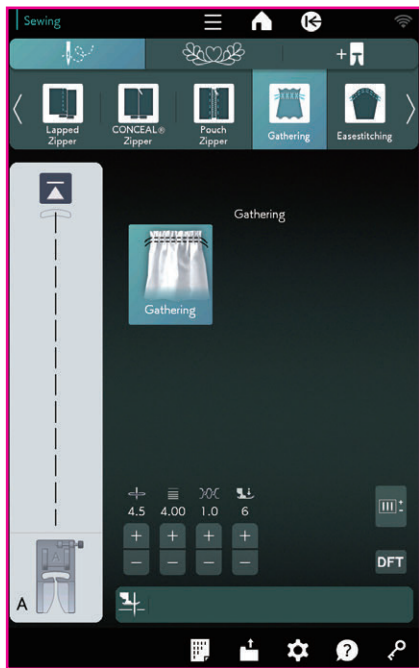 Sewing
Lapped
Zipper
CONCEAL®
Zipper
Pouch
Zipper
Gathering
Easestitching
Gathering
Gathering
4.5 4.00 1.0 6
+ + + +
− − − −
DFT
A